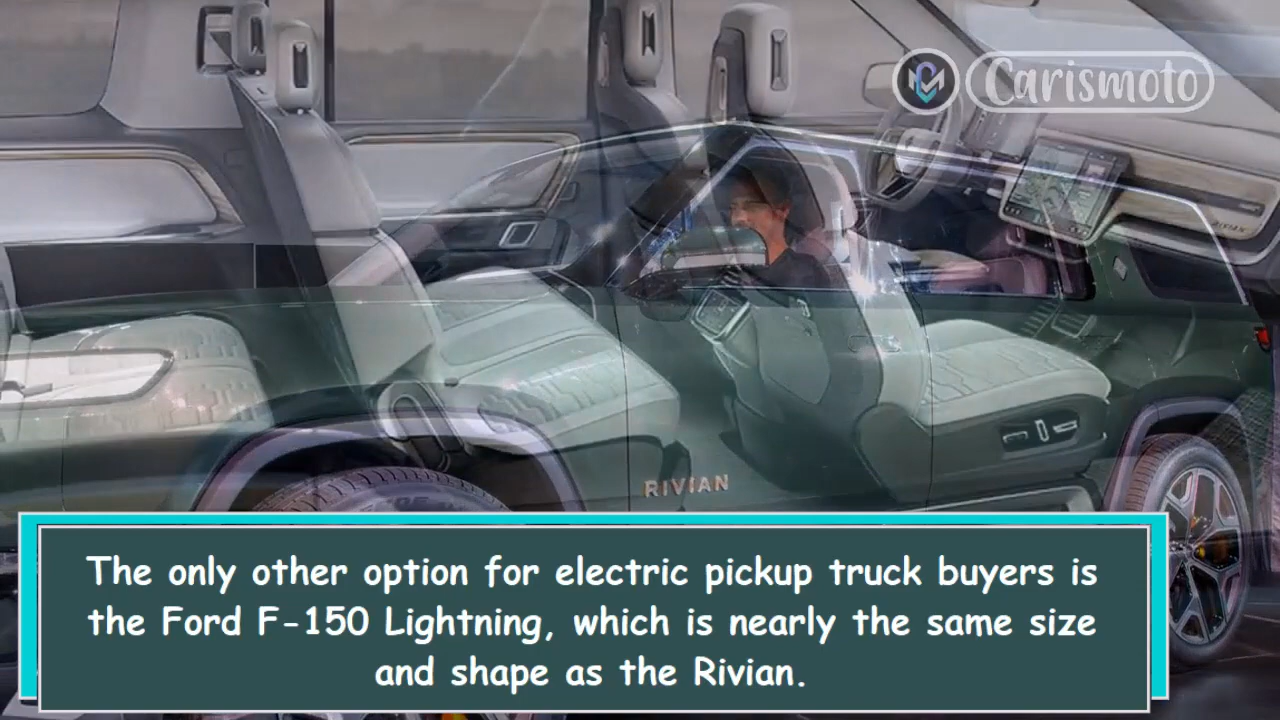 Carismoto
RIVIAN
The only other option for electric pickup truck buyers is
the Ford F-150 Lightning, which is nearly the same size
and shape as the Rivian.